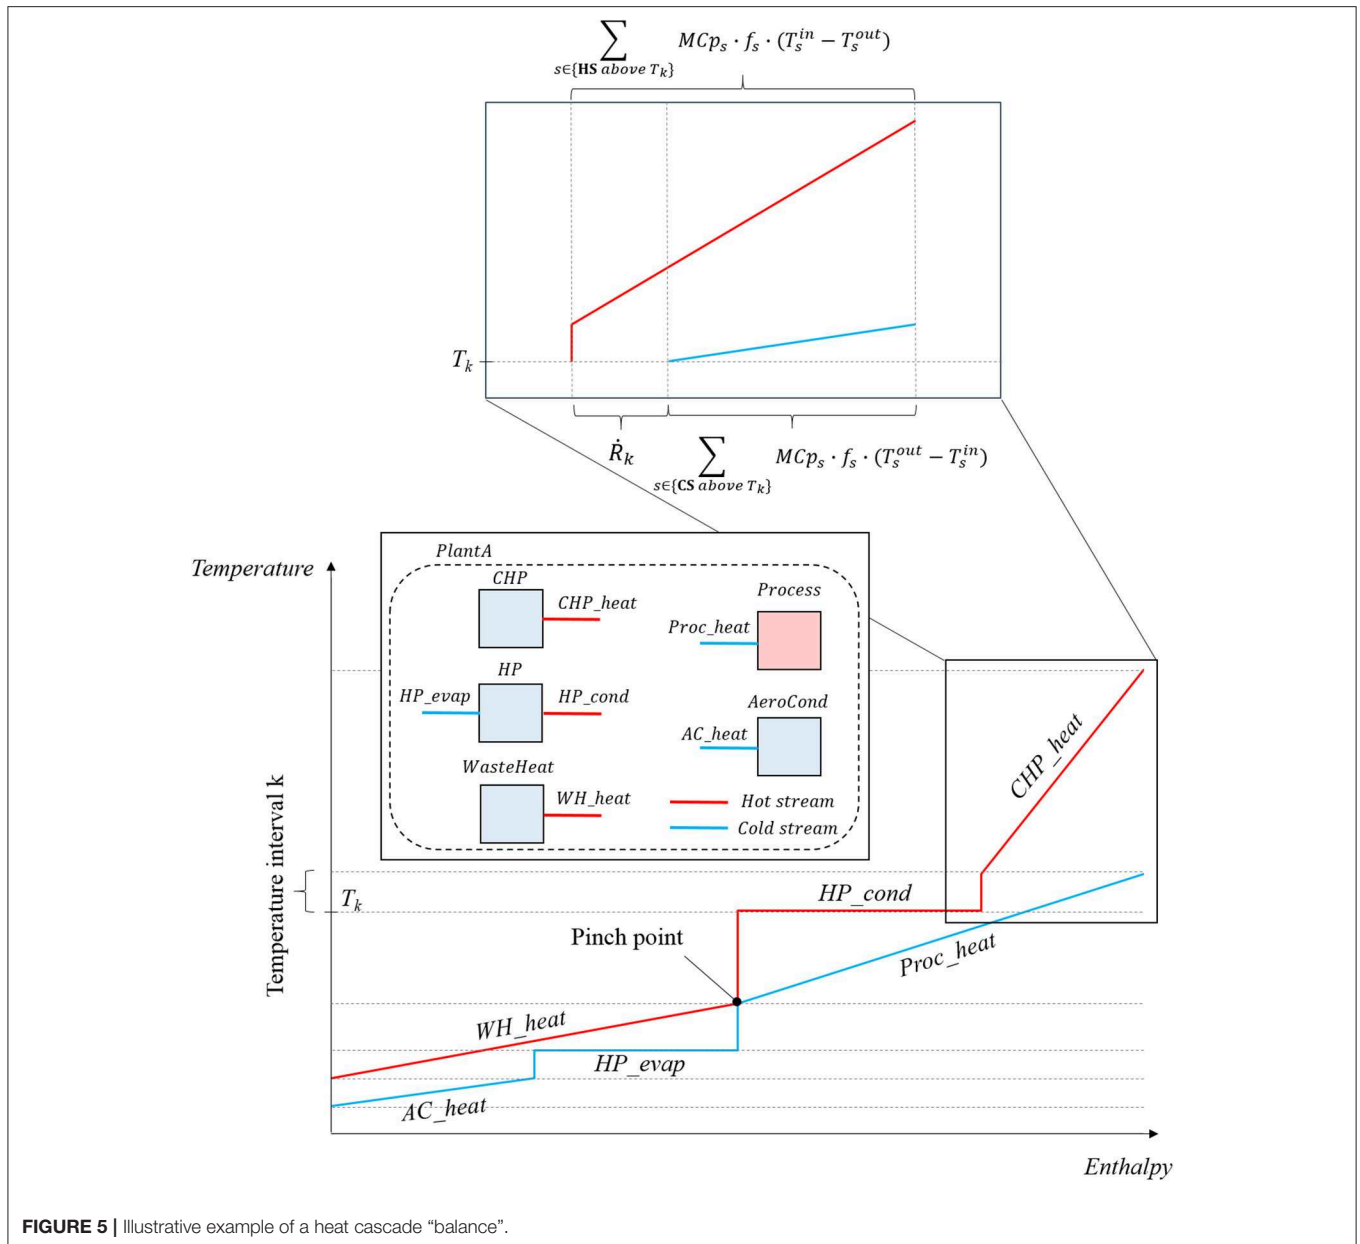 ∑ MCp_s · f_s · (T_s^in − T_s^out)
s∈{HS above T_k}
T_k
Ṙ_k
∑ MCp_s · f_s · (T_s^out − T_s^in)
s∈{CS above T_k}
PlantA
CHP
CHP_heat
Process
Proc_heat
HP
HP_evap
HP_cond
AeroCond
AC_heat
WasteHeat
WH_heat
Hot stream
Cold stream
Temperature
Temperature interval k
T_k
CHP_heat
HP_cond
Pinch point
Proc_heat
WH_heat
HP_evap
AC_heat
Enthalpy
FIGURE 5 | Illustrative example of a heat cascade “balance”.